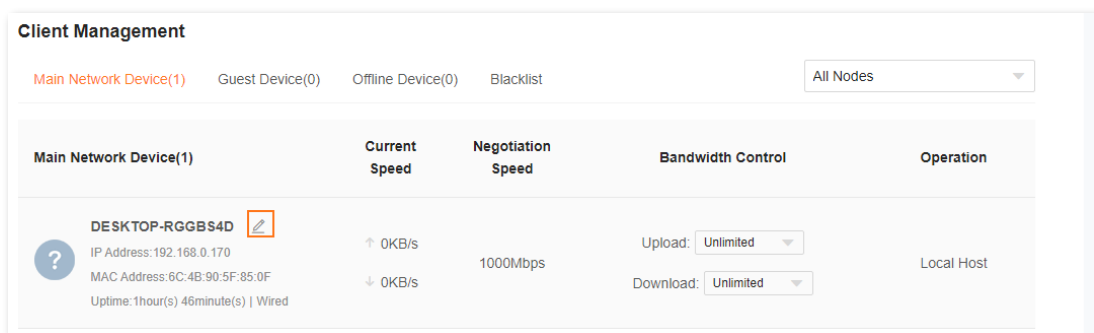 Client Management
Main Network Device(1) Guest Device(0) Offline Device(0) Blacklist All Nodes
Main Network Device(1) Current Speed Negotiation Speed Bandwidth Control Operation
DESKTOP-RGGBS4D
IP Address:192.168.0.170
MAC Address:6C:4B:90:5F:85:0F
Uptime:1hour(s) 46minute(s) | Wired
?
↑ 0KB/s
↓ 0KB/s
1000Mbps
Upload: Unlimited
Download: Unlimited
Local Host